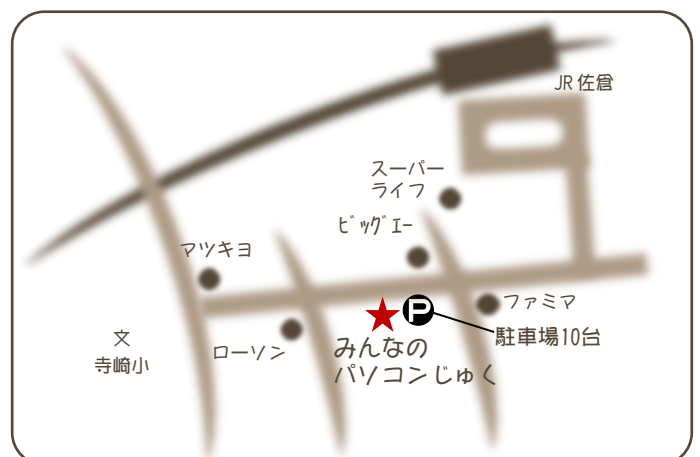 JR佐倉
スーパー
ライフ
ビッグエー
マツキヨ
ファミマ
P
駐車場10台
文
寺崎小
ローソン
みんなの
パソコンじゅく